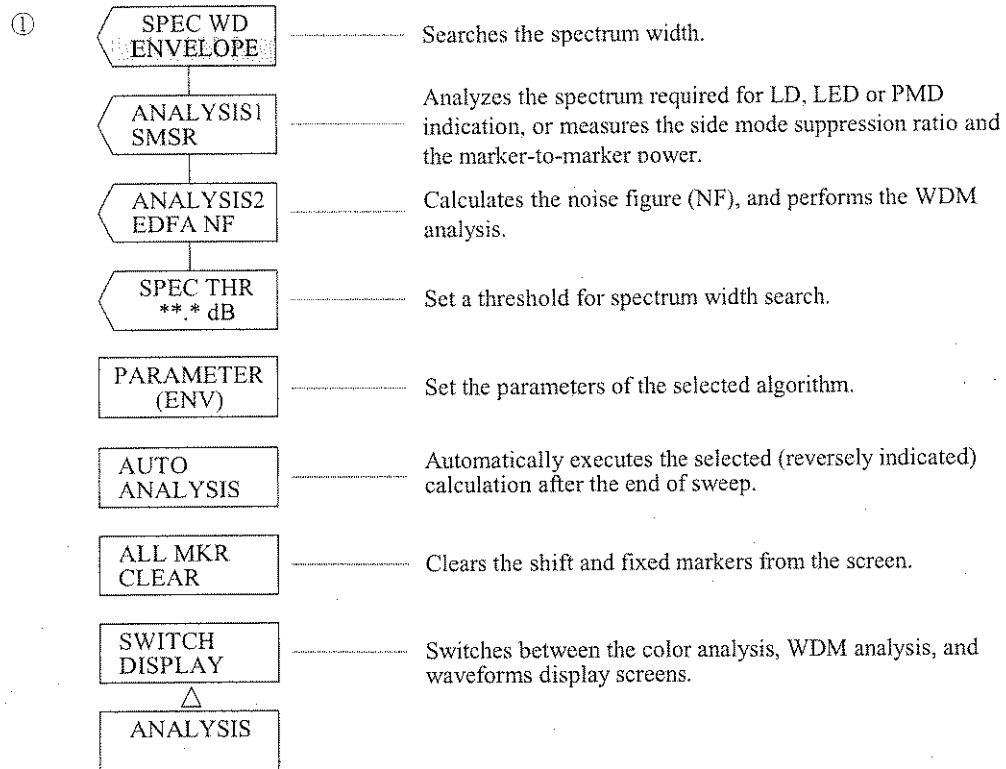 ①
SPEC WD
ENVELOPE
Searches the spectrum width.
ANALYSIS1
SMSR
Analyzes the spectrum required for LD, LED or PMD
indication, or measures the side mode suppression ratio and
the marker-to-marker power.
ANALYSIS2
EDFA NF
Calculates the noise figure (NF), and performs the WDM
analysis.
SPEC THR
**.* dB
Set a threshold for spectrum width search.
PARAMETER
(ENV)
Set the parameters of the selected algorithm.
AUTO
ANALYSIS
Automatically executes the selected (reversely indicated)
calculation after the end of sweep.
ALL MKR
CLEAR
Clears the shift and fixed markers from the screen.
SWITCH
DISPLAY
Switches between the color analysis, WDM analysis, and
waveforms display screens.
ANALYSIS